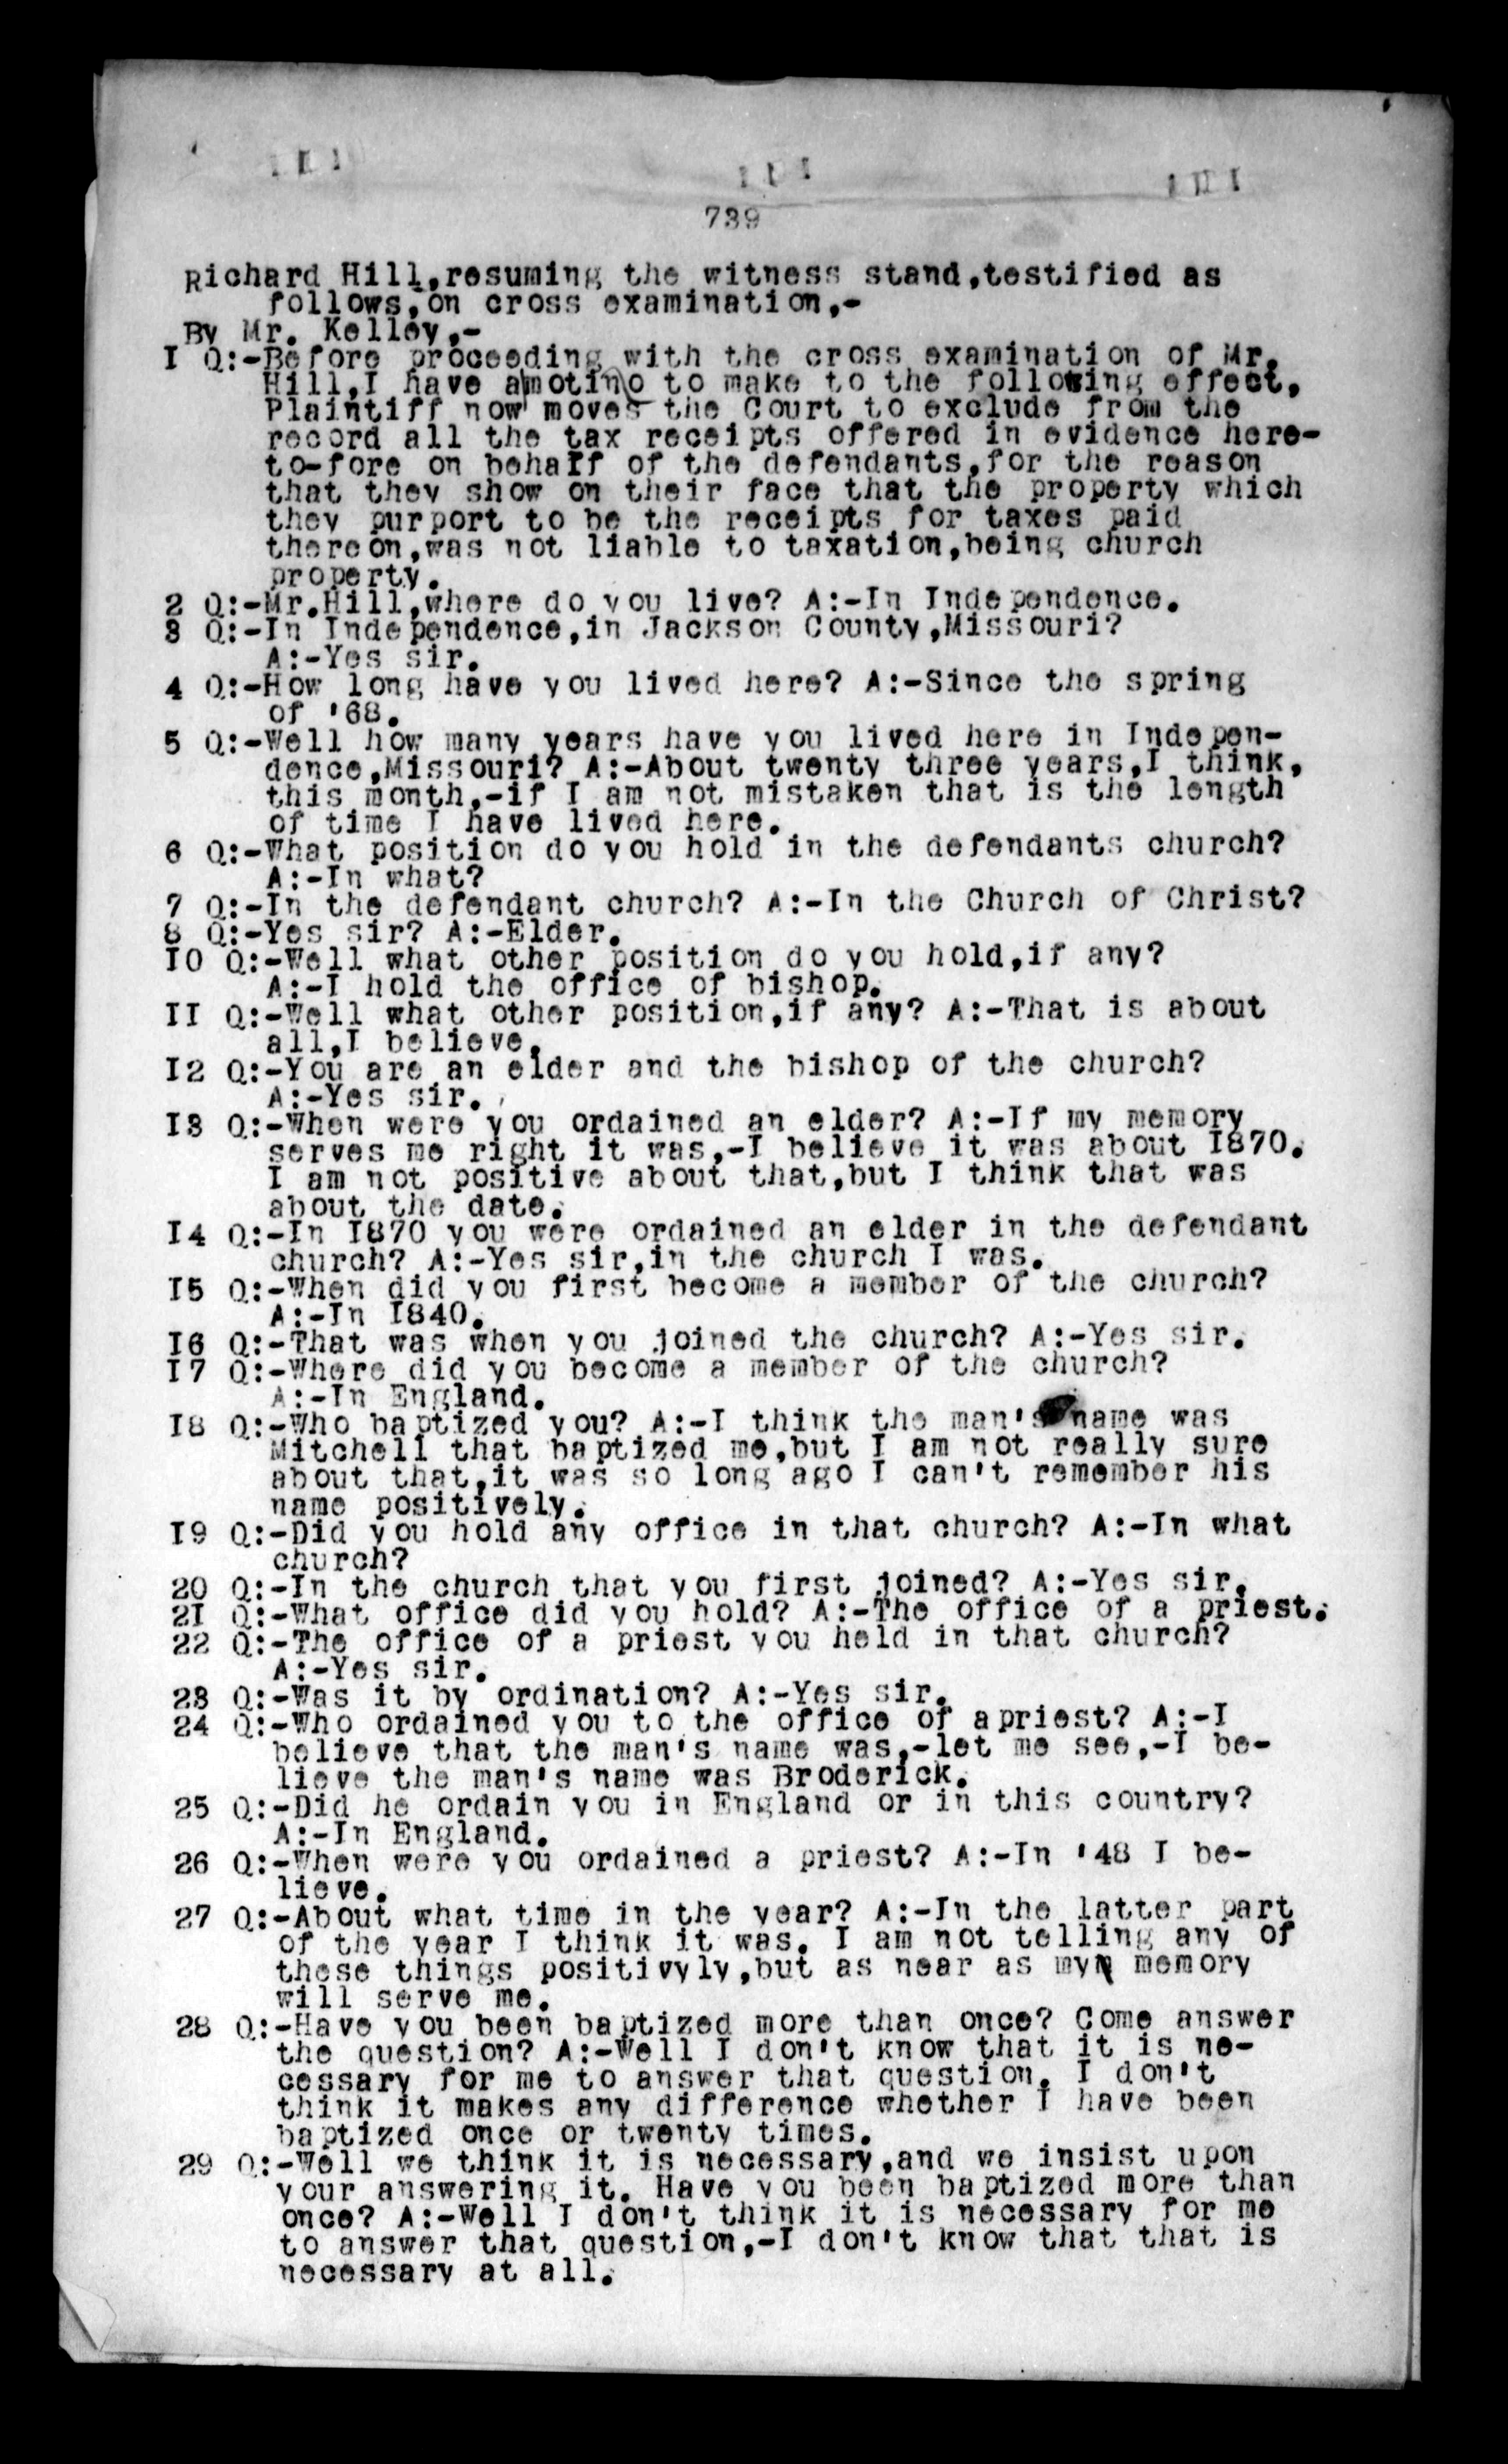 739
Richard Hill,resuming the witness stand,testified as
follows,on cross examination,-
By Mr. Kelley,-
I Q:-Before proceeding with the cross examination of Mr.
Hill,I have a motino to make to the following effect,
Plaintiff now moves the Court to exclude from the
record all the tax receipts offered in evidence here-
to-fore on behalf of the defendants,for the reason
that they show on their face that the property which
they purport to be the receipts for taxes paid
thereon,was not liable to taxation,being church
property.
2 Q:-Mr.Hill,where do you live? A:-In Independence.
3 Q:-In Independence,in Jackson County,Missouri?
A:-Yes sir.
4 Q:-How long have you lived here? A:-Since the spring
of '68.
5 Q:-Well how many years have you lived here in Indepen-
dence,Missouri? A:-About twenty three years,I think,
this month,-if I am not mistaken that is the length
of time I have lived here.
6 Q:-What position do you hold in the defendants church?
A:-In what?
7 Q:-In the defendant church? A:-In the Church of Christ?
8 Q:-Yes sir? A:-Elder.
IO Q:-Well what other position do you hold,if any?
A:-I hold the office of bishop.
II Q:-Well what other position,if any? A:-That is about
all,I believe.
I2 Q:-You are an elder and the bishop of the church?
A:-Yes sir.
I3 Q:-When were you ordained an elder? A:-If my memory
serves me right it was,-I believe it was about I870.
I am not positive about that,but I think that was
about the date.
I4 Q:-In I870 you were ordained an elder in the defendant
church? A:-Yes sir,in the church I was.
I5 Q:-When did you first become a member of the church?
A:-In I840.
I6 Q:-That was when you joined the church? A:-Yes sir.
I7 Q:-Where did you become a member of the church?
A:-In England.
I8 Q:-Who baptized you? A:-I think the man's name was
Mitchell that baptized me,but I am not really sure
about that,it was so long ago I can't remember his
name positively.
I9 Q:-Did you hold any office in that church? A:-In what
church?
20 Q:-In the church that you first joined? A:-Yes sir.
2I Q:-What office did you hold? A:-The office of a priest.
22 Q:-The office of a priest you held in that church?
A:-Yes sir.
23 Q:-Was it by ordination? A:-Yes sir.
24 Q:-Who ordained you to the office of apriest? A:-I
believe that the man's name was,-let me see,-I be-
lieve the man's name was Broderick.
25 Q:-Did he ordain you in England or in this country?
A:-In England.
26 Q:-When were you ordained a priest? A:-In '48 I be-
lieve.
27 Q:-About what time in the year? A:-In the latter part
of the year I think it was. I am not telling any of
these things positivyly,but as near as my memory
will serve me.
28 Q:-Have you been baptized more than once? Come answer
the question? A:-Well I don't know that it is ne-
cessary for me to answer that question. I don't
think it makes any difference whether I have been
baptized once or twenty times.
29 Q:-Well we think it is necessary,and we insist upon
your answering it. Have you been baptized more than
once? A:-Well I don't think it is necessary for me
to answer that question,-I don't know that that is
necessary at all.